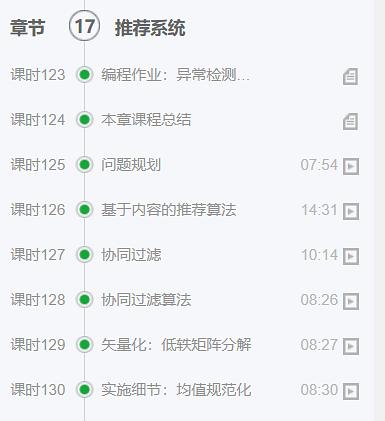 章节 17 推荐系统
课时123 编程作业：异常检测...
课时124 本章课程总结
课时125 问题规划 07:54
课时126 基于内容的推荐算法 14:31
课时127 协同过滤 10:14
课时128 协同过滤算法 08:26
课时129 矢量化：低轶矩阵分解 08:27
课时130 实施细节：均值规范化 08:30